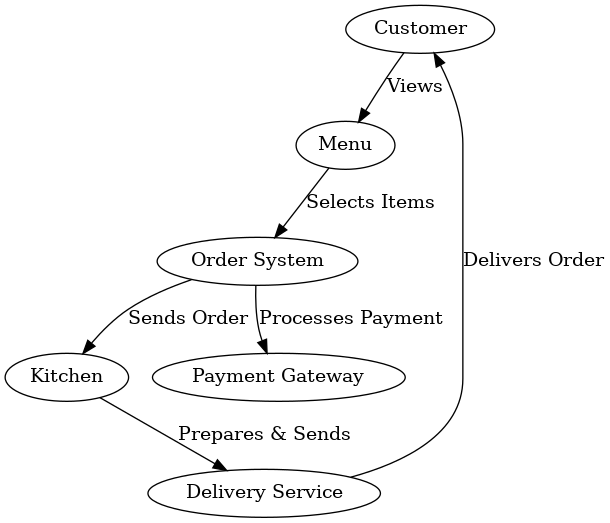 Customer
Views
Menu
Selects Items
Order System
Delivers Order
Sends Order
Processes Payment
Kitchen
Payment Gateway
Prepares & Sends
Delivery Service